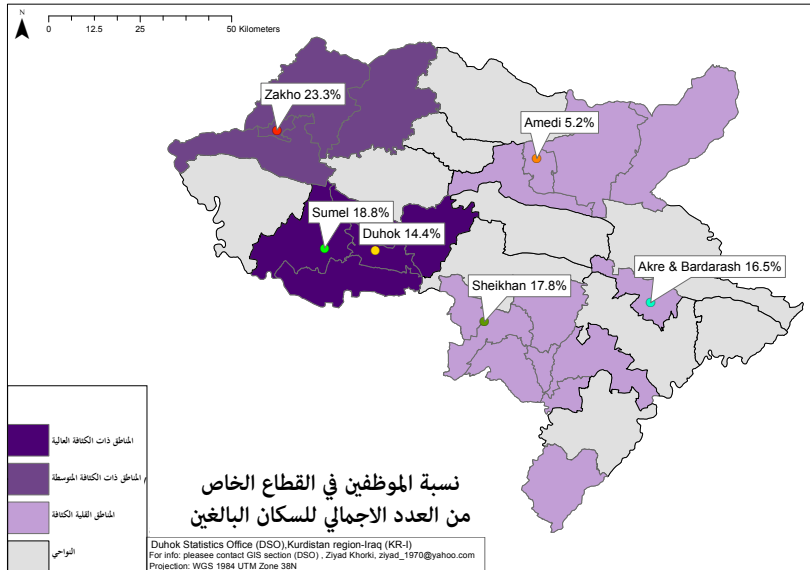 N
0 12.5 25 50 Kilometers
Zakho 23.3%
Amedi 5.2%
Sumel 18.8%
Duhok 14.4%
Akre & Bardarash 16.5%
Sheikhan 17.8%
المناطق ذات الكثافة العالية
المناطق ذات الكثافة المتوسطة
المناطق القلية الكثافة
النواحي
نسبة الموظفين في القطاع الخاص
من العدد الاجمالي للسكان البالغين
Duhok Statistics Office (DSO),Kurdistan region-Iraq (KR-I)
For info: pleasee contact GIS section (DSO) , Ziyad Khorki, ziyad_1970@yahoo.com
Projection: WGS 1984 UTM Zone 38N